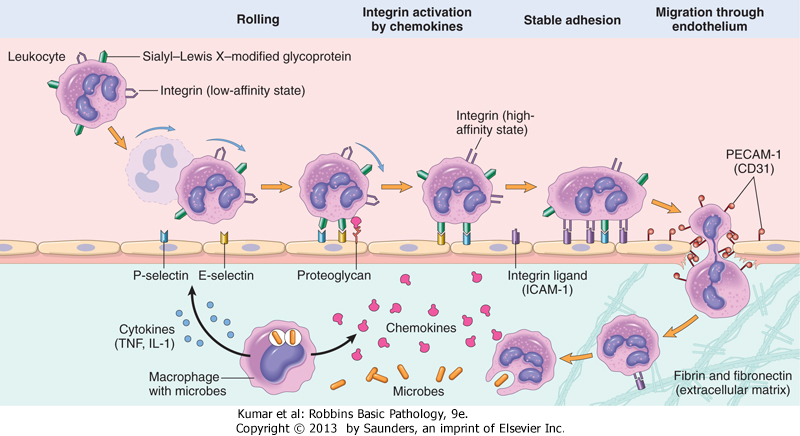 Rolling
Integrin activation
by chemokines
Stable adhesion
Migration through
endothelium
Leukocyte
Sialyl–Lewis X–modified glycoprotein
Integrin (low-affinity state)
Integrin (high-
affinity state)
PECAM-1
(CD31)
P-selectin
E-selectin
Proteoglycan
Integrin ligand
(ICAM-1)
Cytokines
(TNF, IL-1)
Chemokines
Macrophage
with microbes
Microbes
Fibrin and fibronectin
(extracellular matrix)
Kumar et al: Robbins Basic Pathology, 9e.
Copyright © 2013 by Saunders, an imprint of Elsevier Inc.